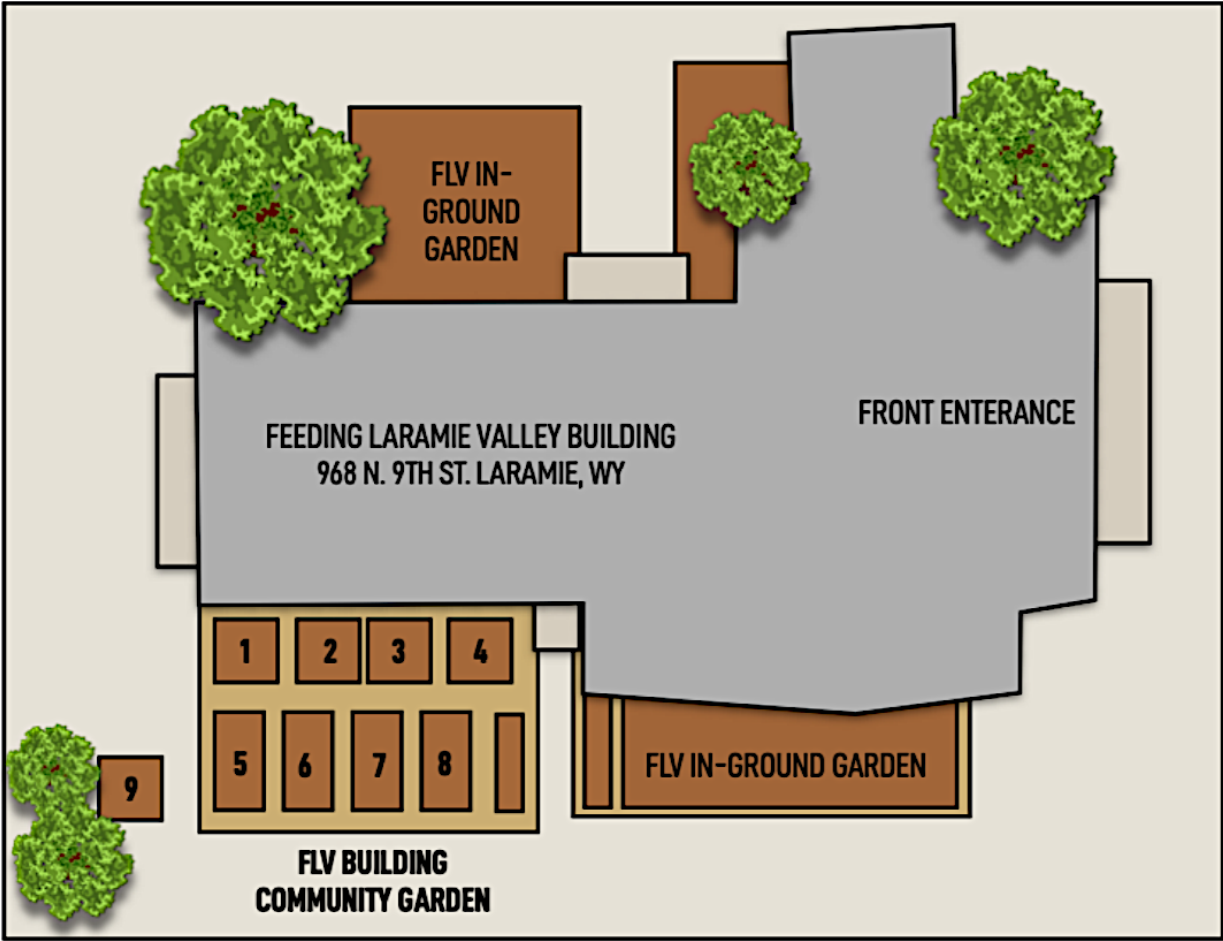 FLV IN-
GROUND
GARDEN
FEEDING LARAMIE VALLEY BUILDING
968 N. 9TH ST. LARAMIE, WY
FRONT ENTERANCE
1
2
3
4
5
6
7
8
9
FLV IN-GROUND GARDEN
FLV BUILDING
COMMUNITY GARDEN